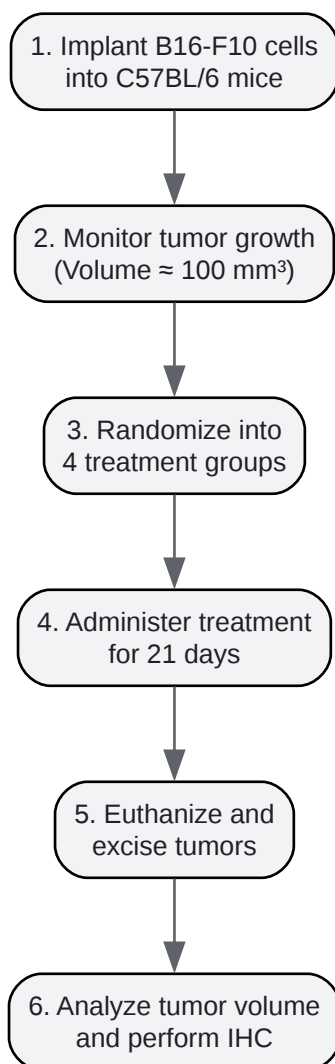 1. Implant B16-F10 cells
into C57BL/6 mice
2. Monitor tumor growth
(Volume ≈ 100 mm³)
3. Randomize into
4 treatment groups
4. Administer treatment
for 21 days
5. Euthanize and
excise tumors
6. Analyze tumor volume
and perform IHC